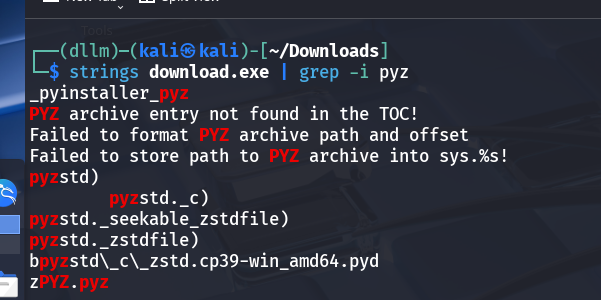 Tools
┌──(dllm)─(kali㉿kali)-[~/Downloads]
└─$ strings download.exe | grep -i pyz
_pyinstaller_pyz
PYZ archive entry not found in the TOC!
Failed to format PYZ archive path and offset
Failed to store path to PYZ archive into sys.%s!
pyzstd)
        pyzstd._c)
pyzstd._seekable_zstdfile)
pyzstd._zstdfile)
bpyzstd\_c\_zstd.cp39-win_amd64.pyd
zPYZ.pyz